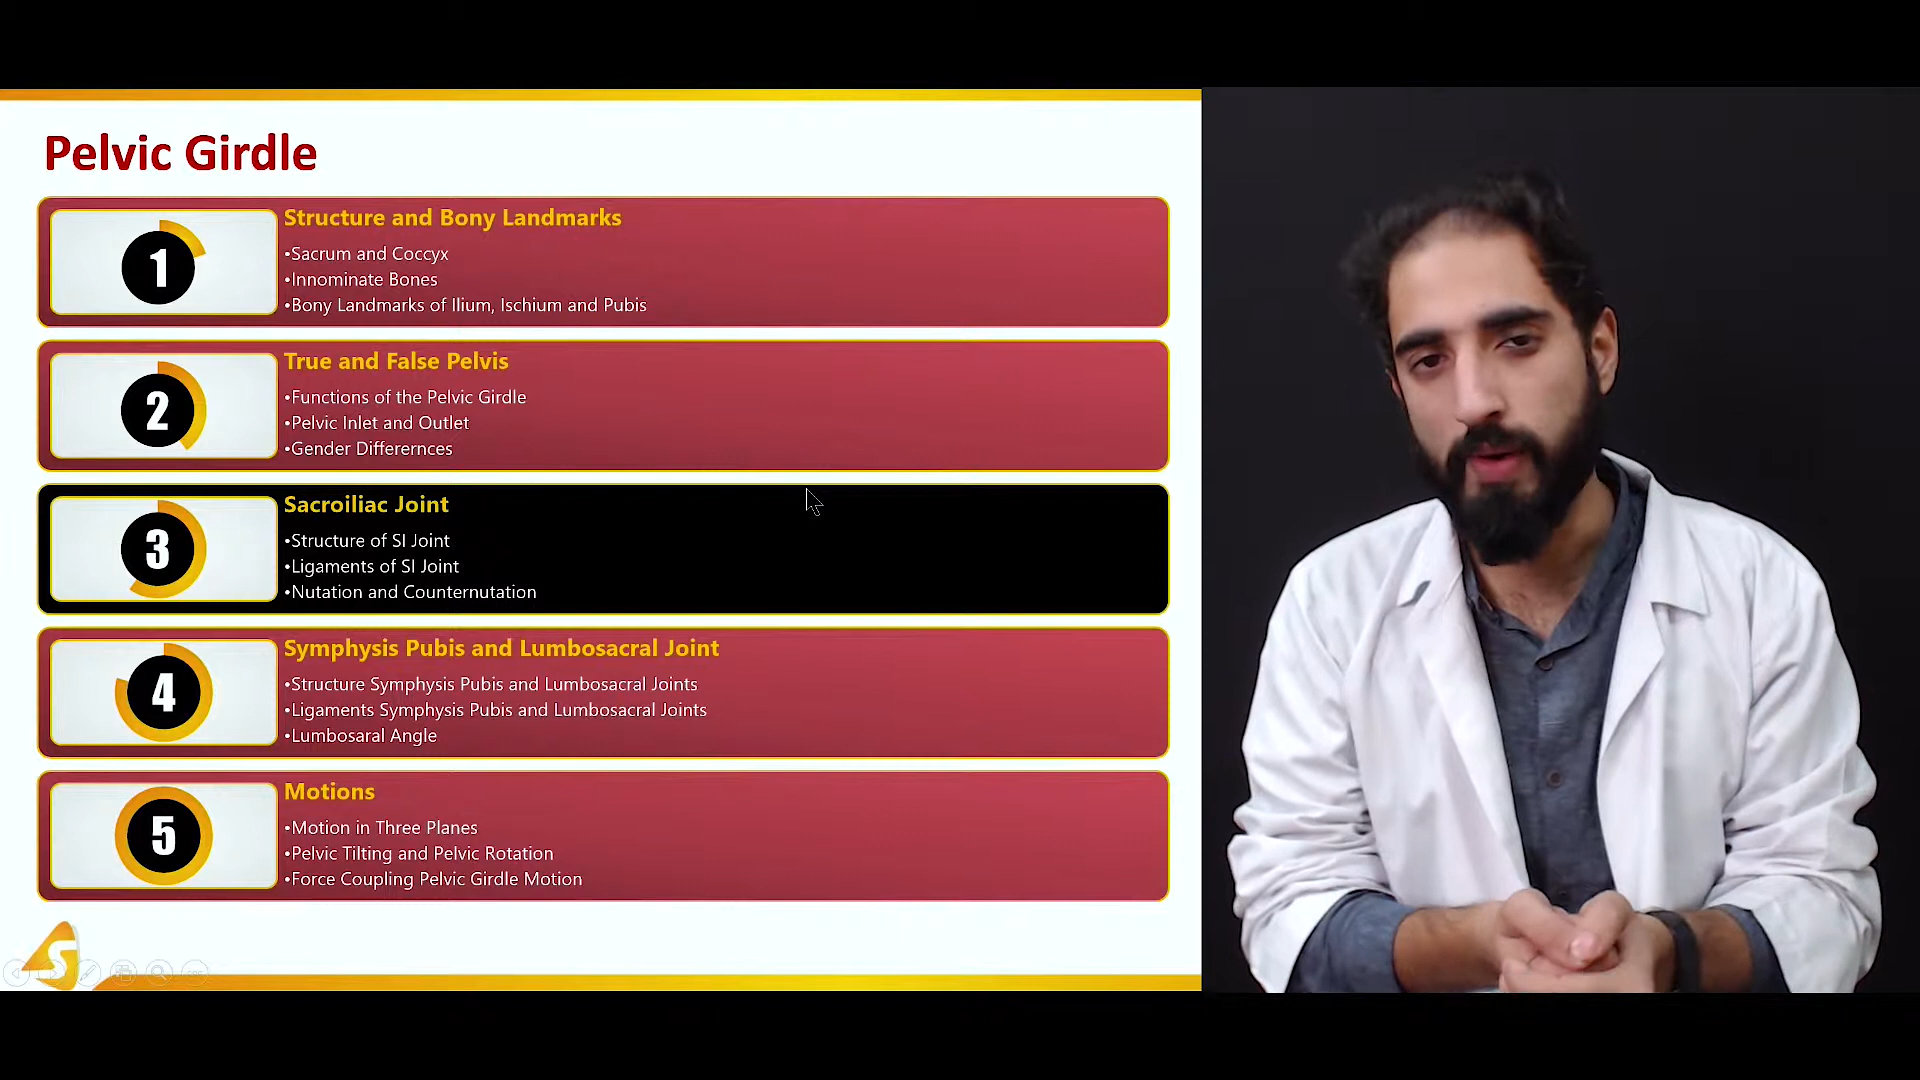 Pelvic Girdle
1
Structure and Bony Landmarks
•Sacrum and Coccyx
•Innominate Bones
•Bony Landmarks of Ilium, Ischium and Pubis
2
True and False Pelvis
•Functions of the Pelvic Girdle
•Pelvic Inlet and Outlet
•Gender Differernces
3
Sacroiliac Joint
•Structure of SI Joint
•Ligaments of SI Joint
•Nutation and Counternutation
4
Symphysis Pubis and Lumbosacral Joint
•Structure Symphysis Pubis and Lumbosacral Joints
•Ligaments Symphysis Pubis and Lumbosacral Joints
•Lumbosaral Angle
5
Motions
•Motion in Three Planes
•Pelvic Tilting and Pelvic Rotation
•Force Coupling Pelvic Girdle Motion
S